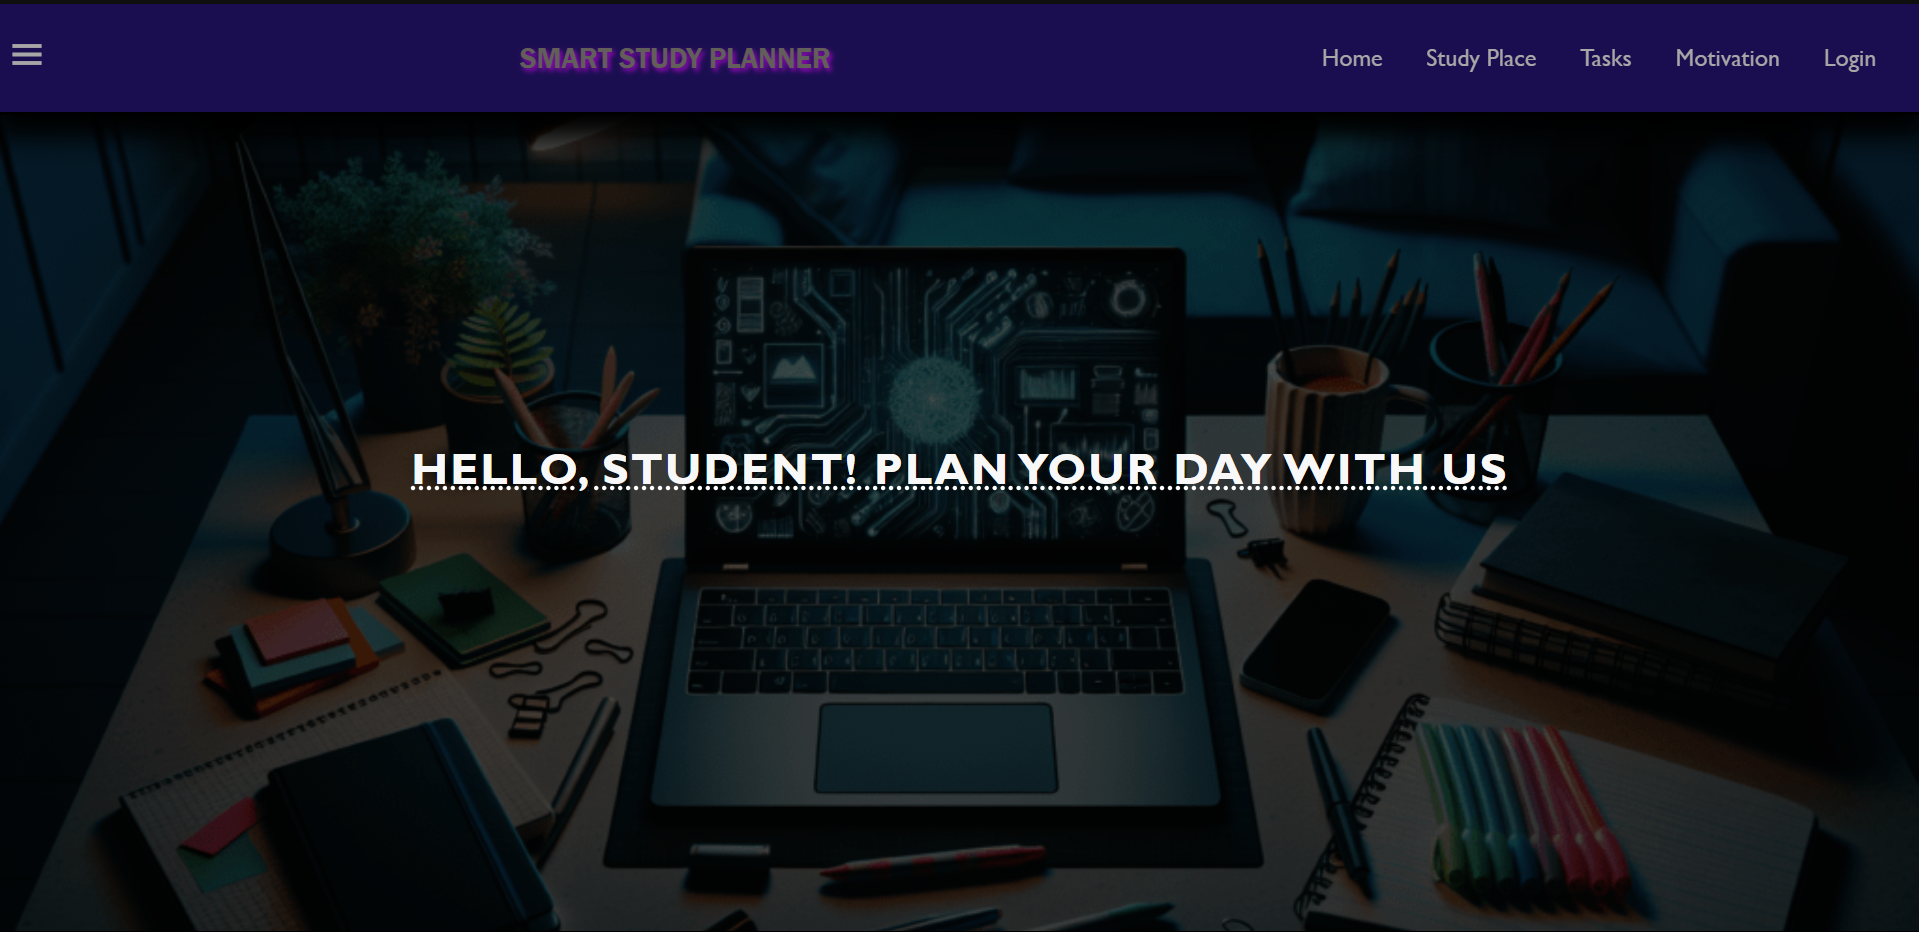 SMART STUDY PLANNER
Home Study Place Tasks Motivation Login
HELLO, STUDENT! PLAN YOUR DAY WITH US